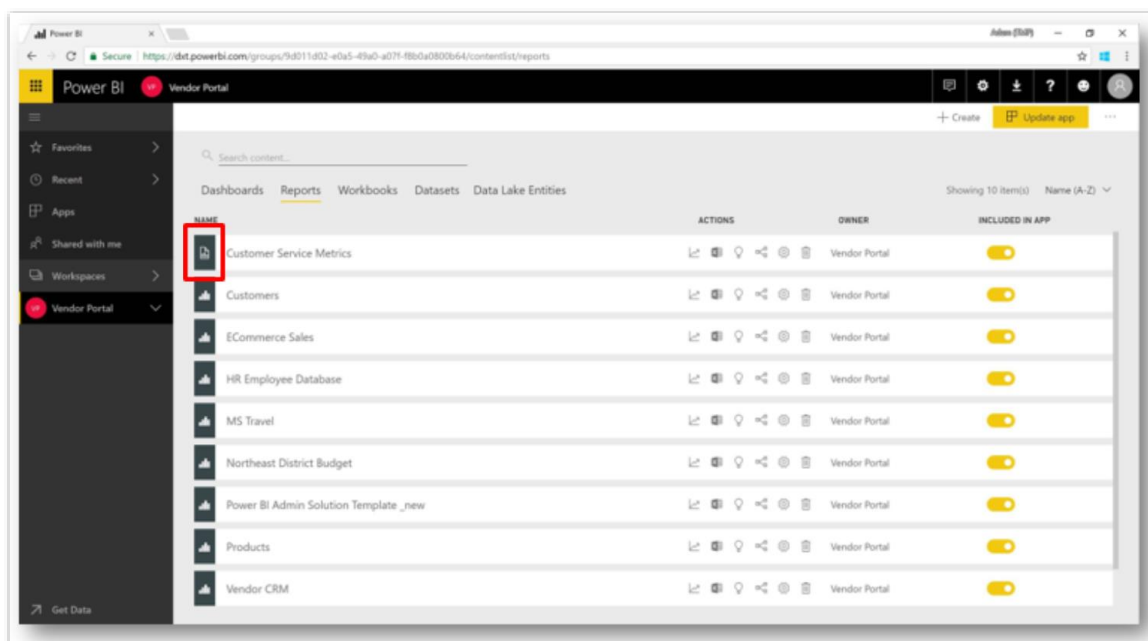 Power BI
Secure https://dxt.powerbi.com/groups/9d011d02-e0a5-49a0-a07f-f8b0a0800b64/contentlist/reports
Power BI VP Vendor Portal ?
Create Update app
Favorites
Search content...
Recent
Dashboards Reports Workbooks Datasets Data Lake Entities Showing 10 item(s) Name (A-Z)
Apps
NAME ACTIONS OWNER INCLUDED IN APP
Shared with me
Customer Service Metrics Vendor Portal
Workspaces
Customers Vendor Portal
VP Vendor Portal
ECommerce Sales Vendor Portal
HR Employee Database Vendor Portal
MS Travel Vendor Portal
Northeast District Budget Vendor Portal
Power BI Admin Solution Template _new Vendor Portal
Products Vendor Portal
Vendor CRM Vendor Portal
Get Data